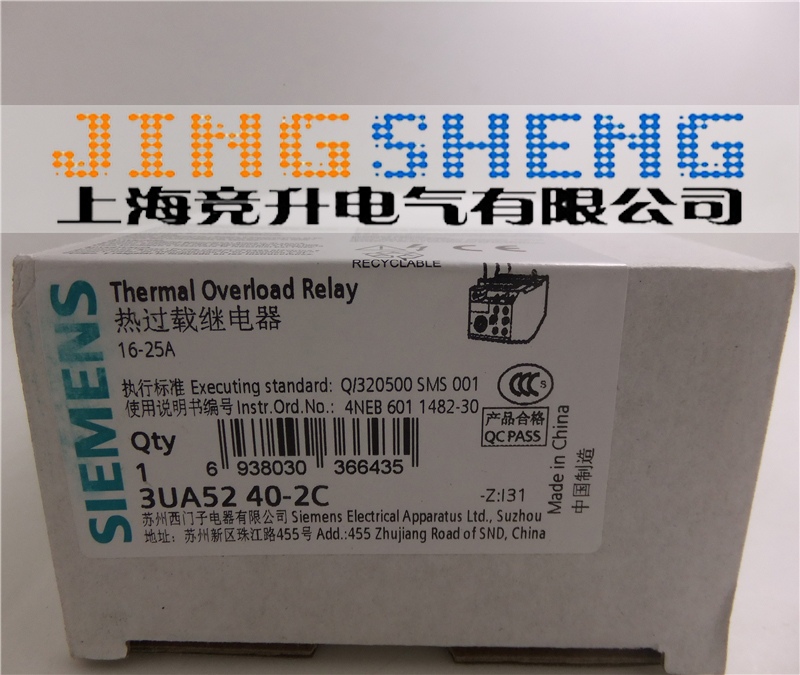 JINGSHENG
上海竞升电气有限公司
RECYCLABLE
SIEMENS
Thermal Overload Relay
热过载继电器
16-25A
执行标准 Executing standard: Q/320500 SMS 001
使用说明书编号 Instr.Ord.No.: 4NEB 601 1482-30
CCC S
产品合格
QC PASS
Qty
1
6 938030 366435
3UA52 40-2C
-Z:I31
Made in China
中国制造
苏州西门子电器有限公司 Siemens Electrical Apparatus Ltd., Suzhou
地址: 苏州新区珠江路455号 Add.:455 Zhujiang Road of SND, China